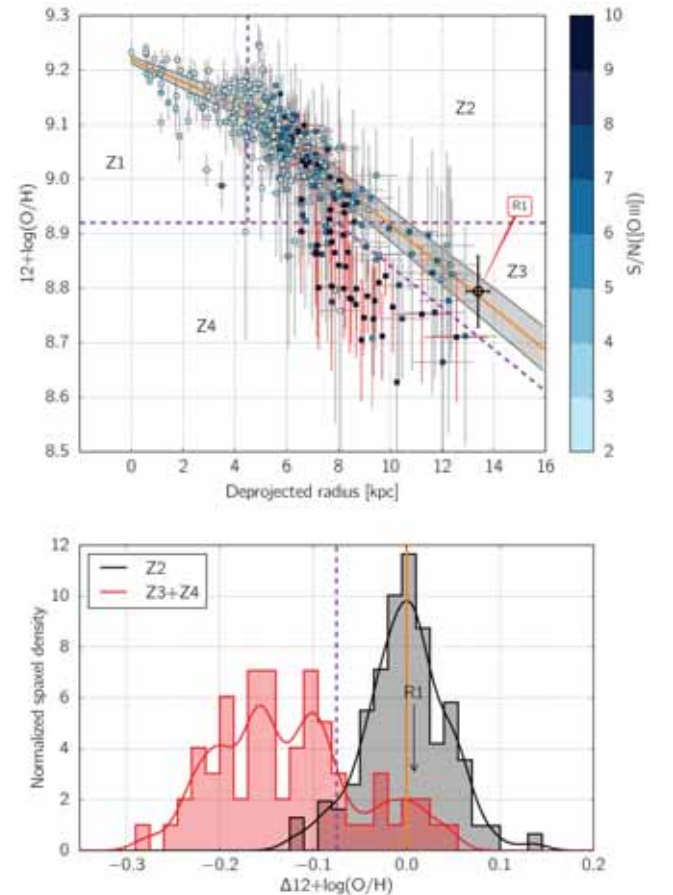 9.3
9.2
9.1
9.0
8.9
8.8
8.7
8.6
8.5
12+log(O/H)
Z1
Z2
Z3
Z4
R1
0 2 4 6 8 10 12 14 16
Deprojected radius [kpc]
10
9
8
7
6
5
4
3
2
S/N([OIII])
12
10
8
6
4
2
0
Normalized spaxel density
Z2
Z3+Z4
R1
−0.3 −0.2 −0.1 0.0 0.1 0.2
Δ12+log(O/H)